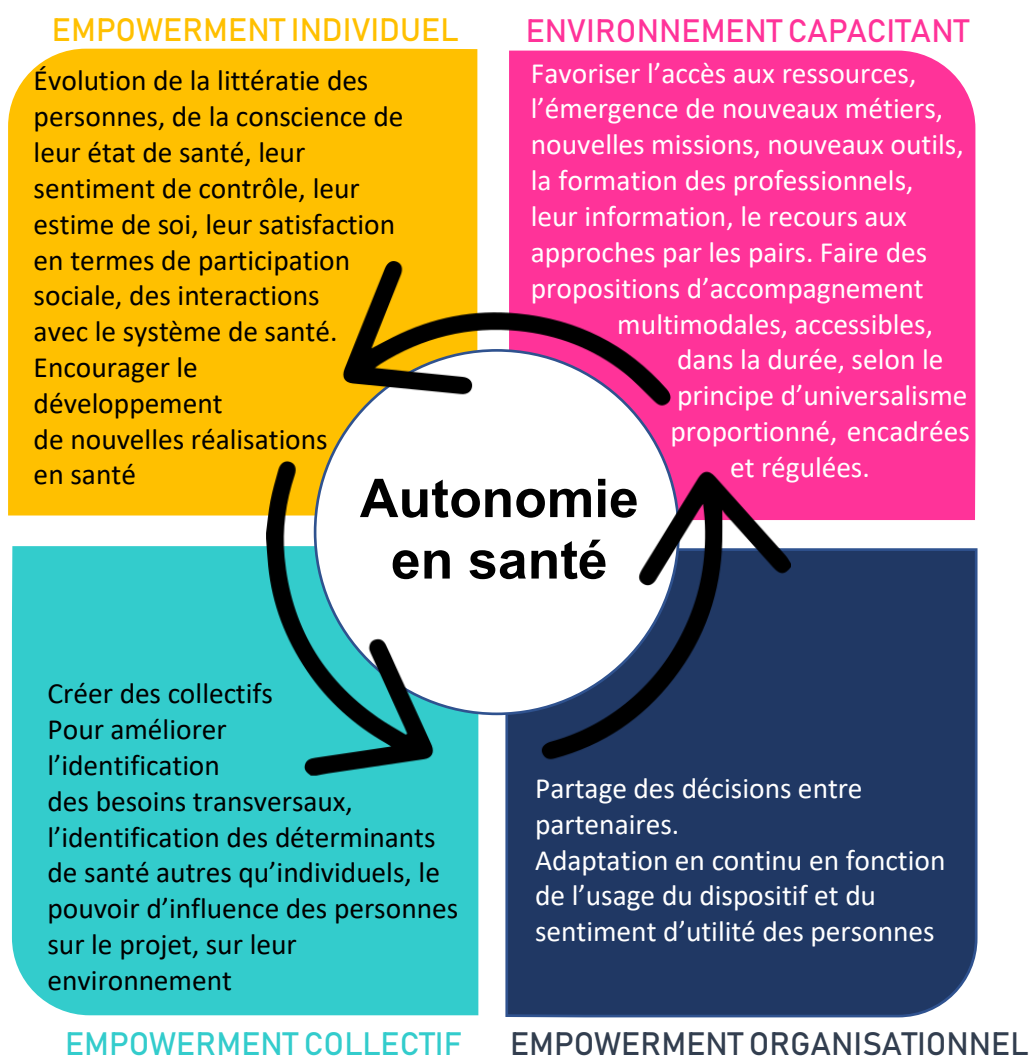 EMPOWERMENT INDIVIDUEL
Évolution de la littératie des
personnes, de la conscience de
leur état de santé, leur
sentiment de contrôle, leur
estime de soi, leur satisfaction
en termes de participation
sociale, des interactions
avec le système de santé.
Encourager le
développement
de nouvelles réalisations
en santé
ENVIRONNEMENT CAPACITANT
Favoriser l’accès aux ressources,
l’émergence de nouveaux métiers,
nouvelles missions, nouveaux outils,
la formation des professionnels,
leur information, le recours aux
approches par les pairs. Faire des
propositions d’accompagnement
multimodales, accessibles,
dans la durée, selon le
principe d’universalisme
proportionné, encadrées
et régulées.
Autonomie
en santé
Créer des collectifs
Pour améliorer
l’identification
des besoins transversaux,
l’identification des déterminants
de santé autres qu’individuels, le
pouvoir d’influence des personnes
sur le projet, sur leur
environnement
EMPOWERMENT COLLECTIF
Partage des décisions entre
partenaires.
Adaptation en continu en fonction
de l’usage du dispositif et du
sentiment d’utilité des personnes
EMPOWERMENT ORGANISATIONNEL